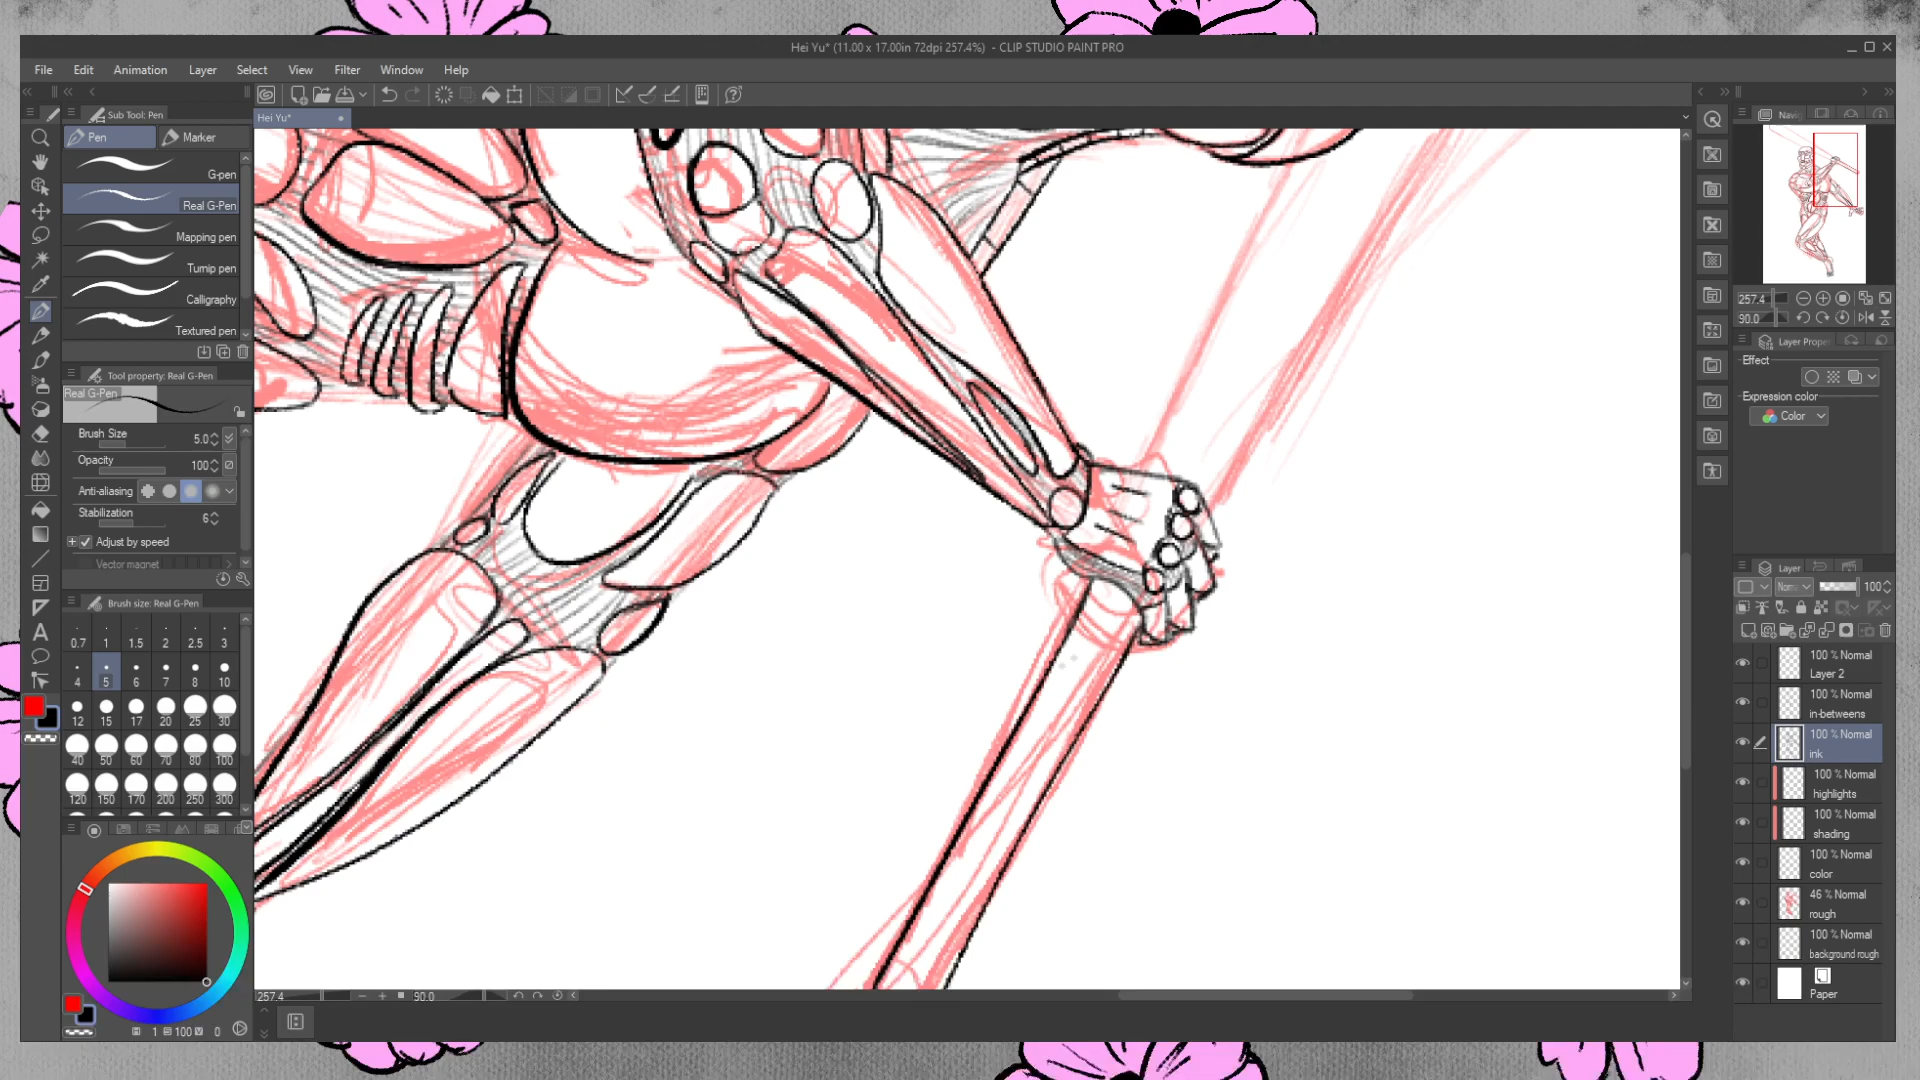 Hei Yu* (11.00 x 17.00in 72dpi 257.4%) - CLIP STUDIO PAINT PRO
File Edit Animation Layer Select View Filter Window Help
Sub Tool: Pen
Pen Marker
G-pen
Real G-Pen
Mapping pen
Turnip pen
Calligraphy
Textured pen
Tool property: Real G-Pen
Real G-Pen
Brush Size 5.0
Opacity 100
Anti-aliasing
Stabilization 6
Adjust by speed
Vector magnet
Brush size: Real G-Pen
0.7 1 1.5 2 2.5 3
4 5 6 7 8 10
12 15 17 20 25 30
40 50 60 70 80 100
120 150 170 200 250 300
1 100 0
Hei Yu*
257.4 90.0
Navi
257.4
90.0
Layer Prope
Effect
Expression color
Color
Layer
Norm 100
100 % Normal
Layer 2
100 % Normal
in-betweens
100 % Normal
ink
100 % Normal
highlights
100 % Normal
shading
100 % Normal
color
46 % Normal
rough
100 % Normal
background rough
Paper